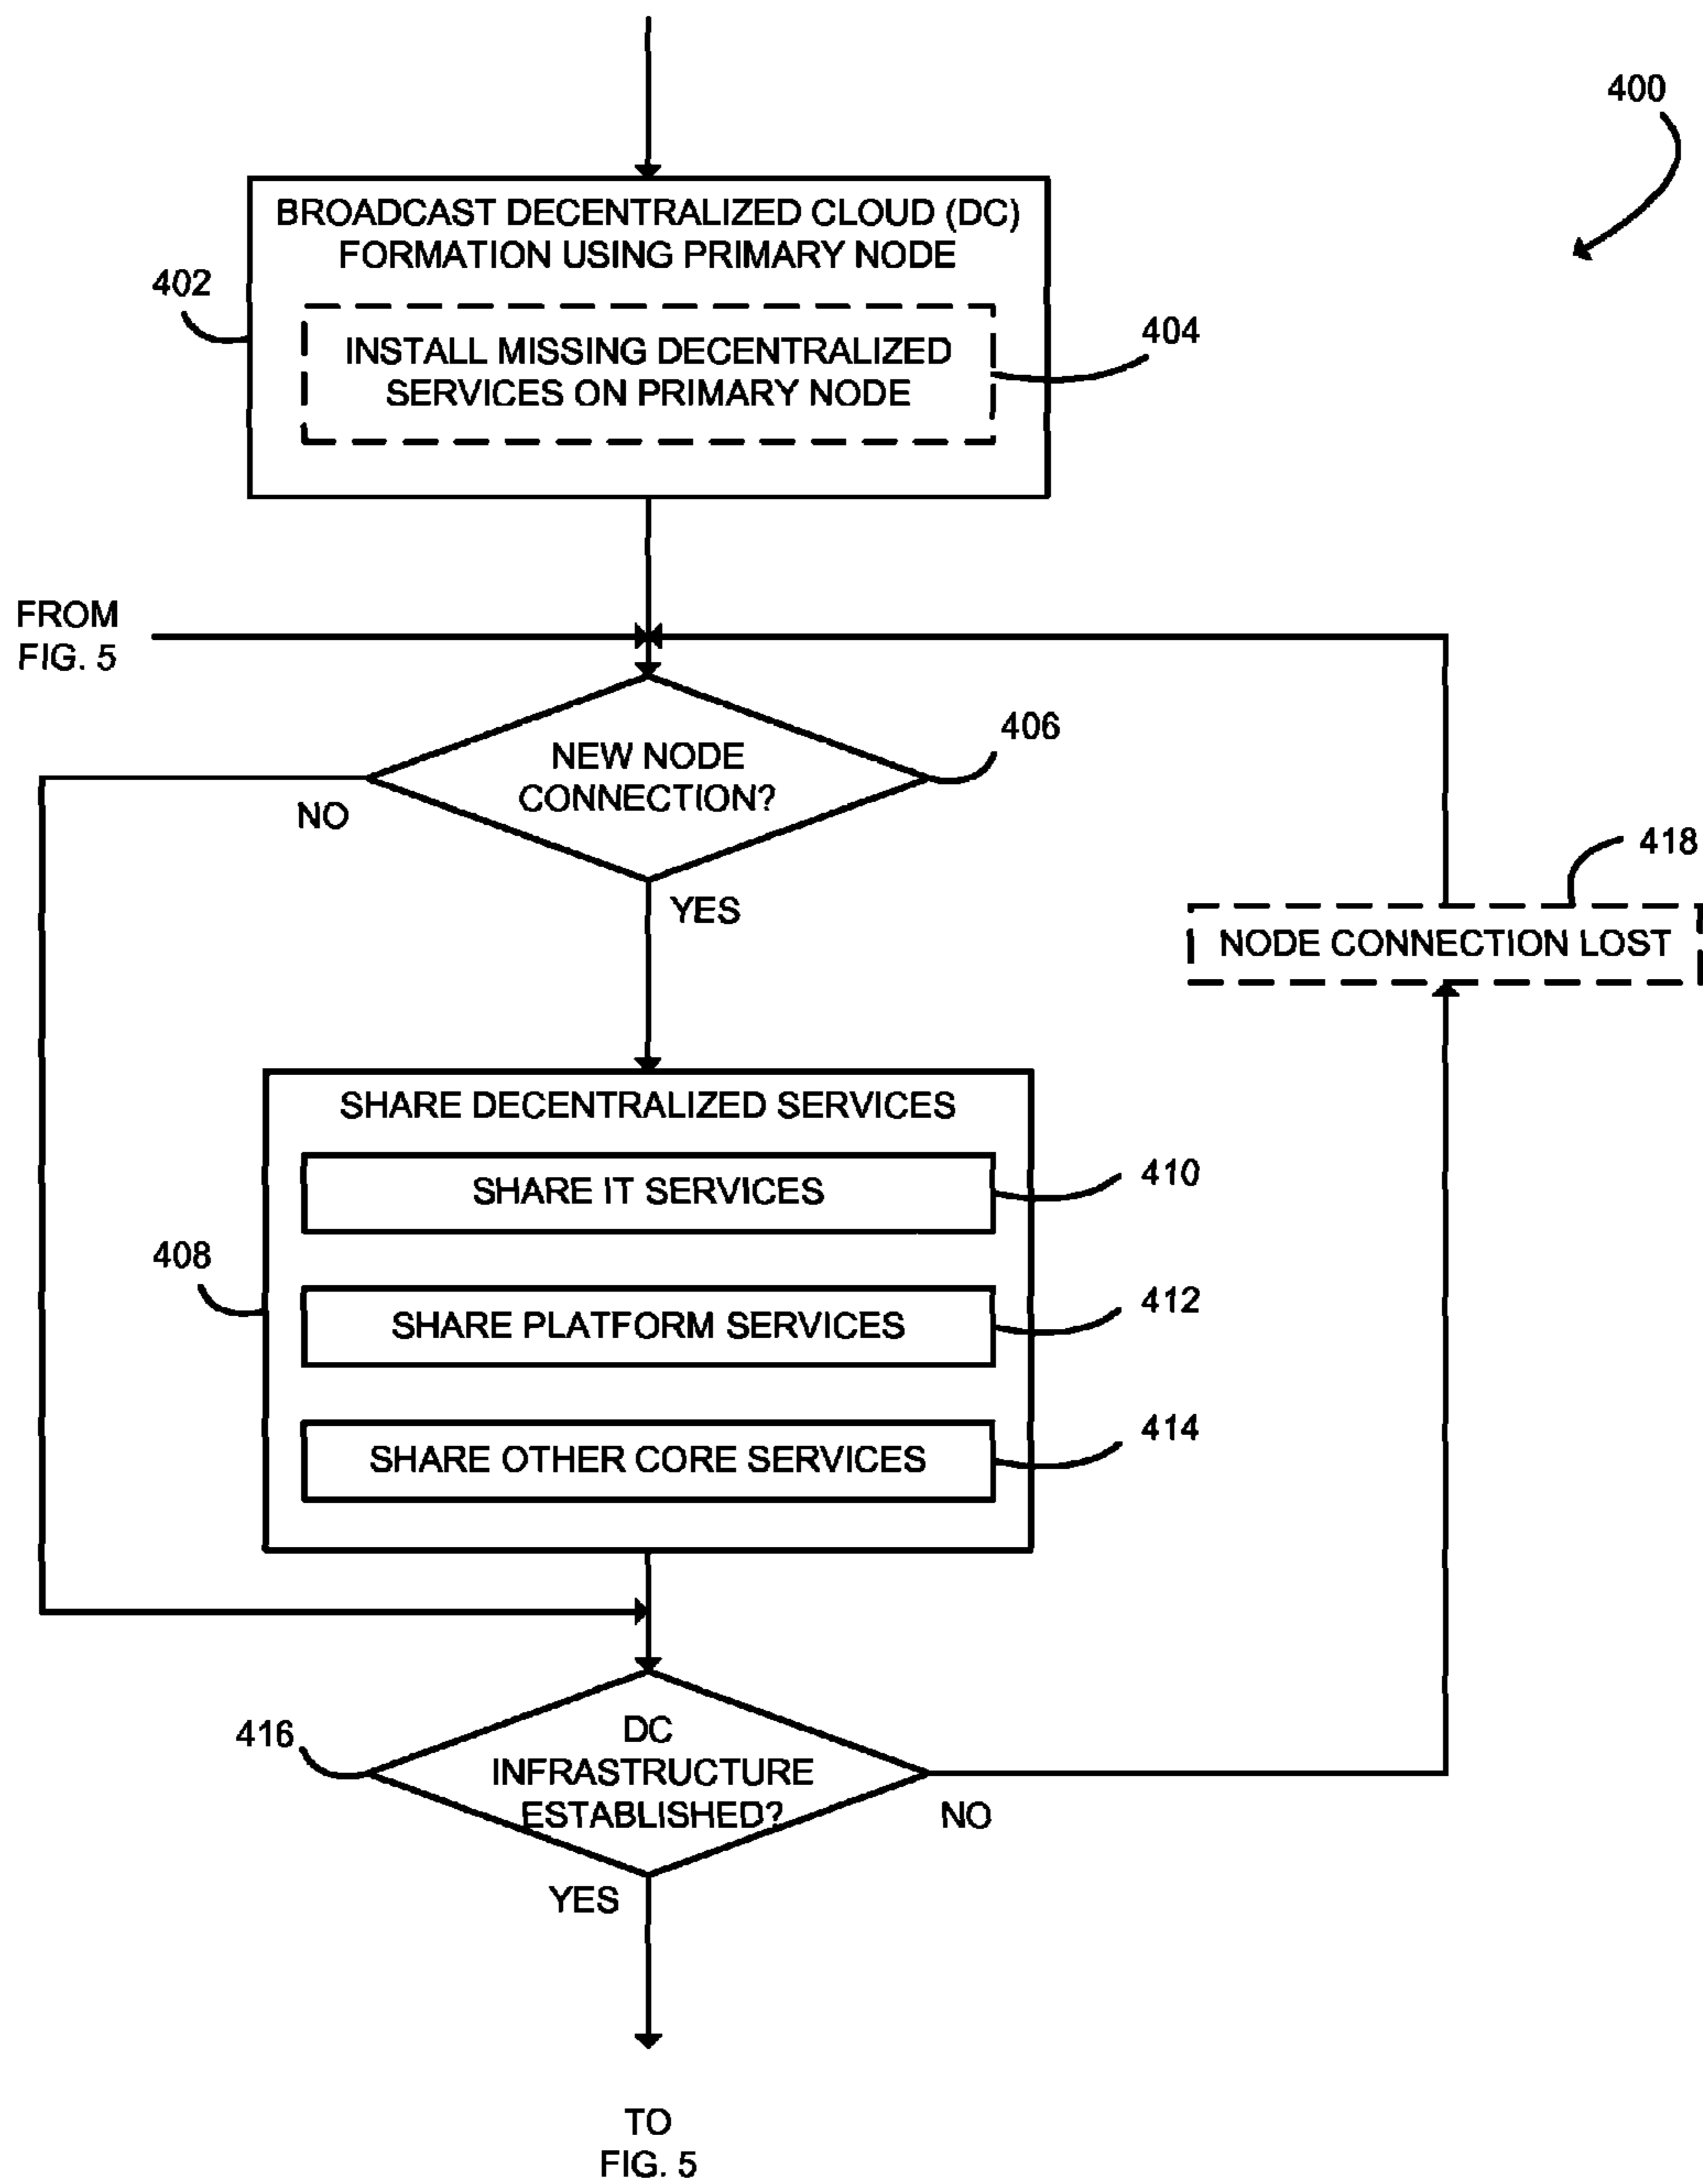 400
BROADCAST DECENTRALIZED CLOUD (DC)
FORMATION USING PRIMARY NODE
402
404
INSTALL MISSING DECENTRALIZED
SERVICES ON PRIMARY NODE
FROM
FIG. 5
406
NEW NODE
CONNECTION?
NO
YES
418
NODE CONNECTION LOST
SHARE DECENTRALIZED SERVICES
SHARE IT SERVICES
410
408
SHARE PLATFORM SERVICES
412
SHARE OTHER CORE SERVICES
414
416
DC
INFRASTRUCTURE
ESTABLISHED?
NO
YES
TO
FIG. 5